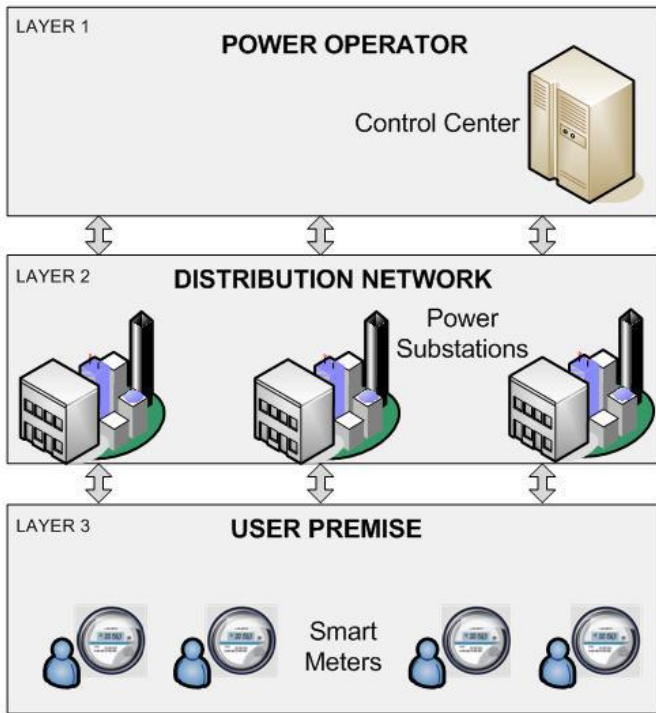 LAYER 1
POWER OPERATOR
Control Center
LAYER 2
DISTRIBUTION NETWORK
Power
Substations
LAYER 3
USER PREMISE
Smart
Meters